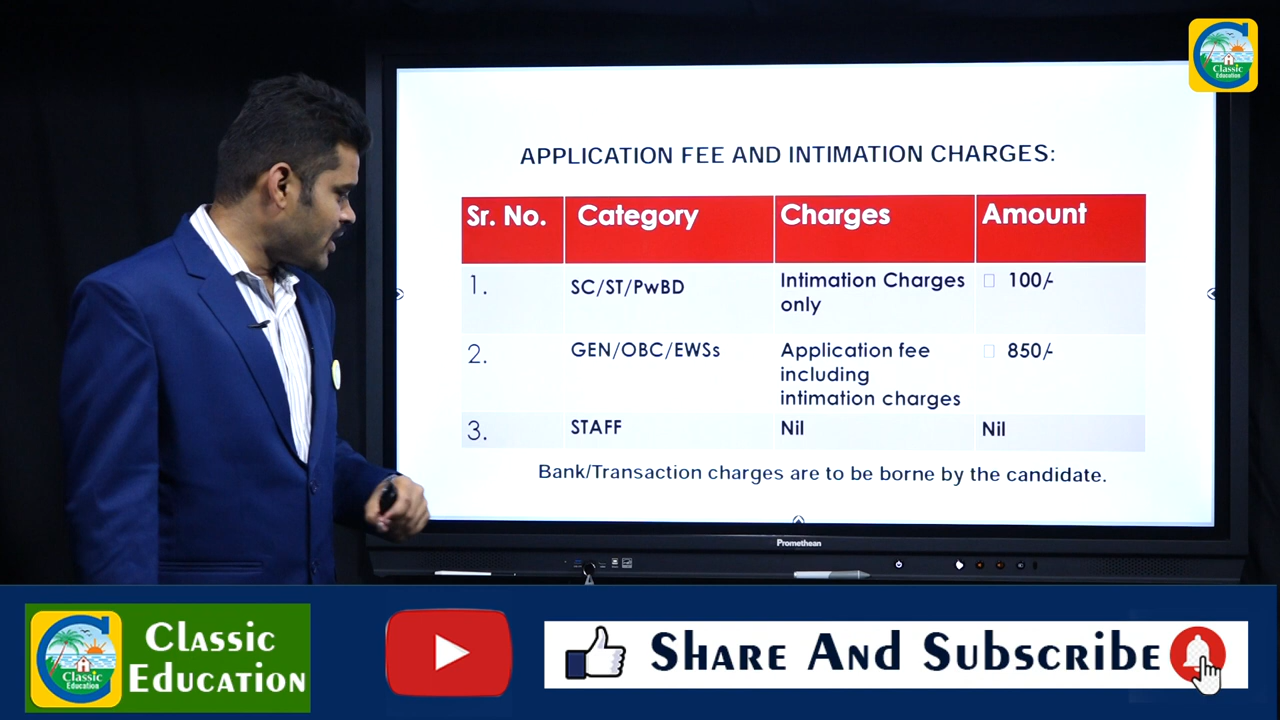 Classic
Education
APPLICATION FEE AND INTIMATION CHARGES:
Sr. No. Category Charges Amount
1. SC/ST/PwBD Intimation Charges only 100/-
2. GEN/OBC/EWSs Application fee including intimation charges 850/-
3. STAFF Nil Nil
Bank/Transaction charges are to be borne by the candidate.
Promethean
Classic
Education
Classic
Education
Share And Subscribe